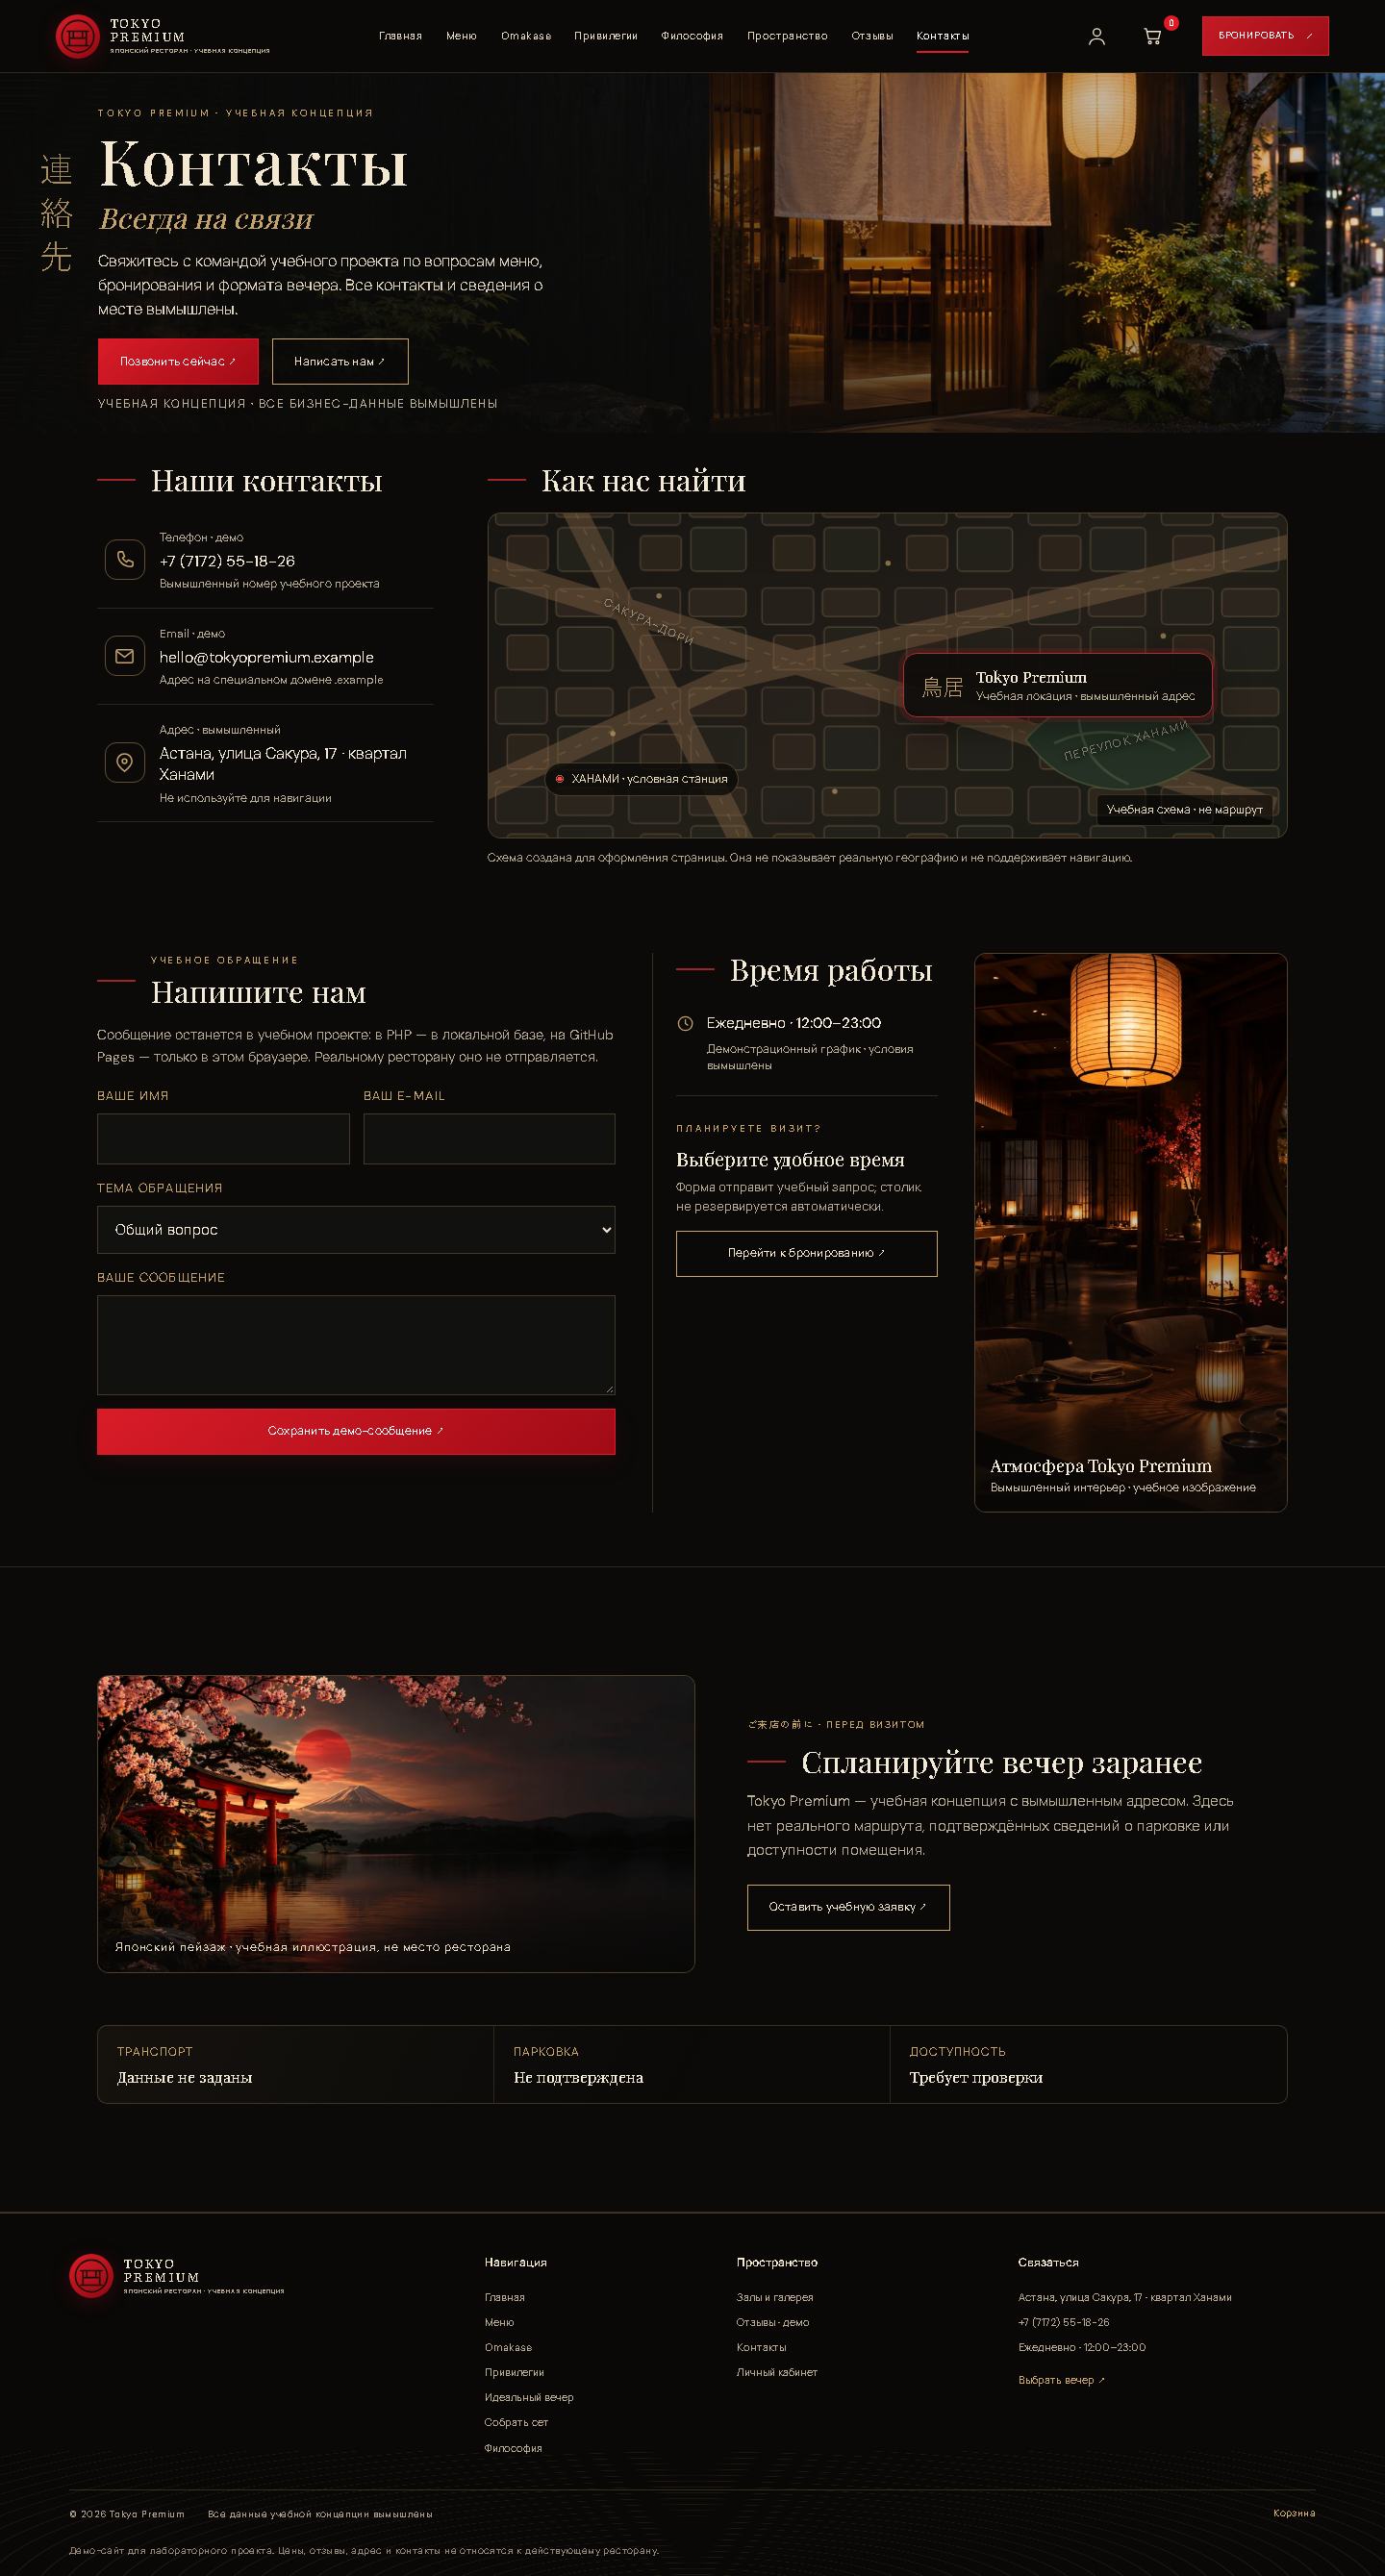 TOKYO
PREMIUM
ЯПОНСКИЙ РЕСТОРАН · УЧЕБНАЯ КОНЦЕПЦИЯ
Главная
Меню
Omakase
Привилегии
Философия
Пространство
Отзывы
Контакты
0
БРОНИРОВАТЬ ↗
TOKYO PREMIUM · УЧЕБНАЯ КОНЦЕПЦИЯ
連絡先
Контакты
Всегда на связи
Свяжитесь с командой учебного проекта по вопросам меню,
бронирования и формата вечера. Все контакты и сведения о
месте вымышлены.
Позвонить сейчас ↗
Написать нам ↗
УЧЕБНАЯ КОНЦЕПЦИЯ · ВСЕ БИЗНЕС-ДАННЫЕ ВЫМЫШЛЕНЫ
Наши контакты
Телефон · демо
+7 (7172) 55-18-26
Вымышленный номер учебного проекта
Email · демо
hello@tokyopremium.example
Адрес на специальном домене .example
Адрес · вымышленный
Астана, улица Сакура, 17 · квартал
Ханами
Не используйте для навигации
Как нас найти
САКУРА-ДОРИ
鳥居
Tokyo Premium
Учебная локация · вымышленный адрес
ПЕРЕУЛОК ХАНАМИ
ХАНАМИ · условная станция
Учебная схема · не маршрут
Схема создана для оформления страницы. Она не показывает реальную географию и не поддерживает навигацию.
УЧЕБНОЕ ОБРАЩЕНИЕ
Напишите нам
Сообщение останется в учебном проекте: в PHP — в локальной базе, на GitHub
Pages — только в этом браузере. Реальному ресторану оно не отправляется.
ВАШЕ ИМЯ
ВАШ E-MAIL
ТЕМА ОБРАЩЕНИЯ
Общий вопрос
ВАШЕ СООБЩЕНИЕ
Сохранить демо-сообщение ↗
Время работы
Ежедневно · 12:00–23:00
Демонстрационный график · условия
вымышлены
ПЛАНИРУЕТЕ ВИЗИТ?
Выберите удобное время
Форма отправит учебный запрос; столик
не резервируется автоматически.
Перейти к бронированию ↗
Атмосфера Tokyo Premium
Вымышленный интерьер · учебное изображение
Японский пейзаж · учебная иллюстрация, не место ресторана
ご来店の前に · ПЕРЕД ВИЗИТОМ
Спланируйте вечер заранее
Tokyo Premium — учебная концепция с вымышленным адресом. Здесь
нет реального маршрута, подтверждённых сведений о парковке или
доступности помещения.
Оставить учебную заявку ↗
ТРАНСПОРТ
Данные не заданы
ПАРКОВКА
Не подтверждена
ДОСТУПНОСТЬ
Требует проверки
TOKYO
PREMIUM
ЯПОНСКИЙ РЕСТОРАН · УЧЕБНАЯ КОНЦЕПЦИЯ
Навигация
Главная
Меню
Omakase
Привилегии
Идеальный вечер
Собрать сет
Философия
Пространство
Залы и галерея
Отзывы · демо
Контакты
Личный кабинет
Связаться
Астана, улица Сакура, 17 · квартал Ханами
+7 (7172) 55-18-26
Ежедневно · 12:00–23:00
Выбрать вечер ↗
© 2026 Tokyo Premium
Все данные учебной концепции вымышлены
Корзина
Демо-сайт для лабораторного проекта. Цены, отзывы, адрес и контакты не относятся к действующему ресторану.